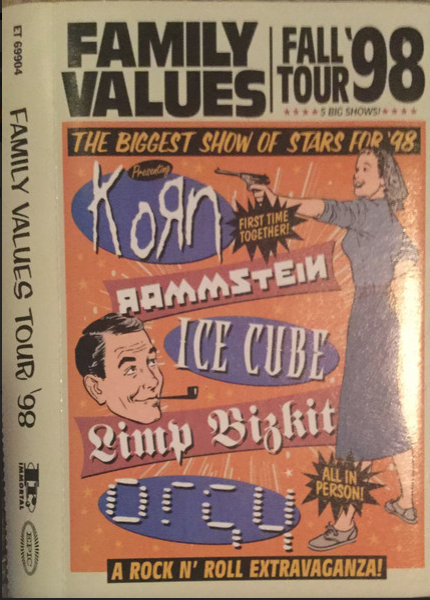 ET 69904
FAMILY VALUES TOUR '98
IMMORTAL
EPIC
FAMILY
VALUES
FALL '98
TOUR
★★★★ 5 BIG SHOWS! ★★★★
THE BIGGEST SHOW OF STARS FOR '98
Presenting
KoЯn
FIRST TIME
TOGETHER!
RAMMSTEIN
ICE CUBE
Limp Bizkit
orgy
ALL IN
PERSON!
A ROCK N' ROLL EXTRAVAGANZA!